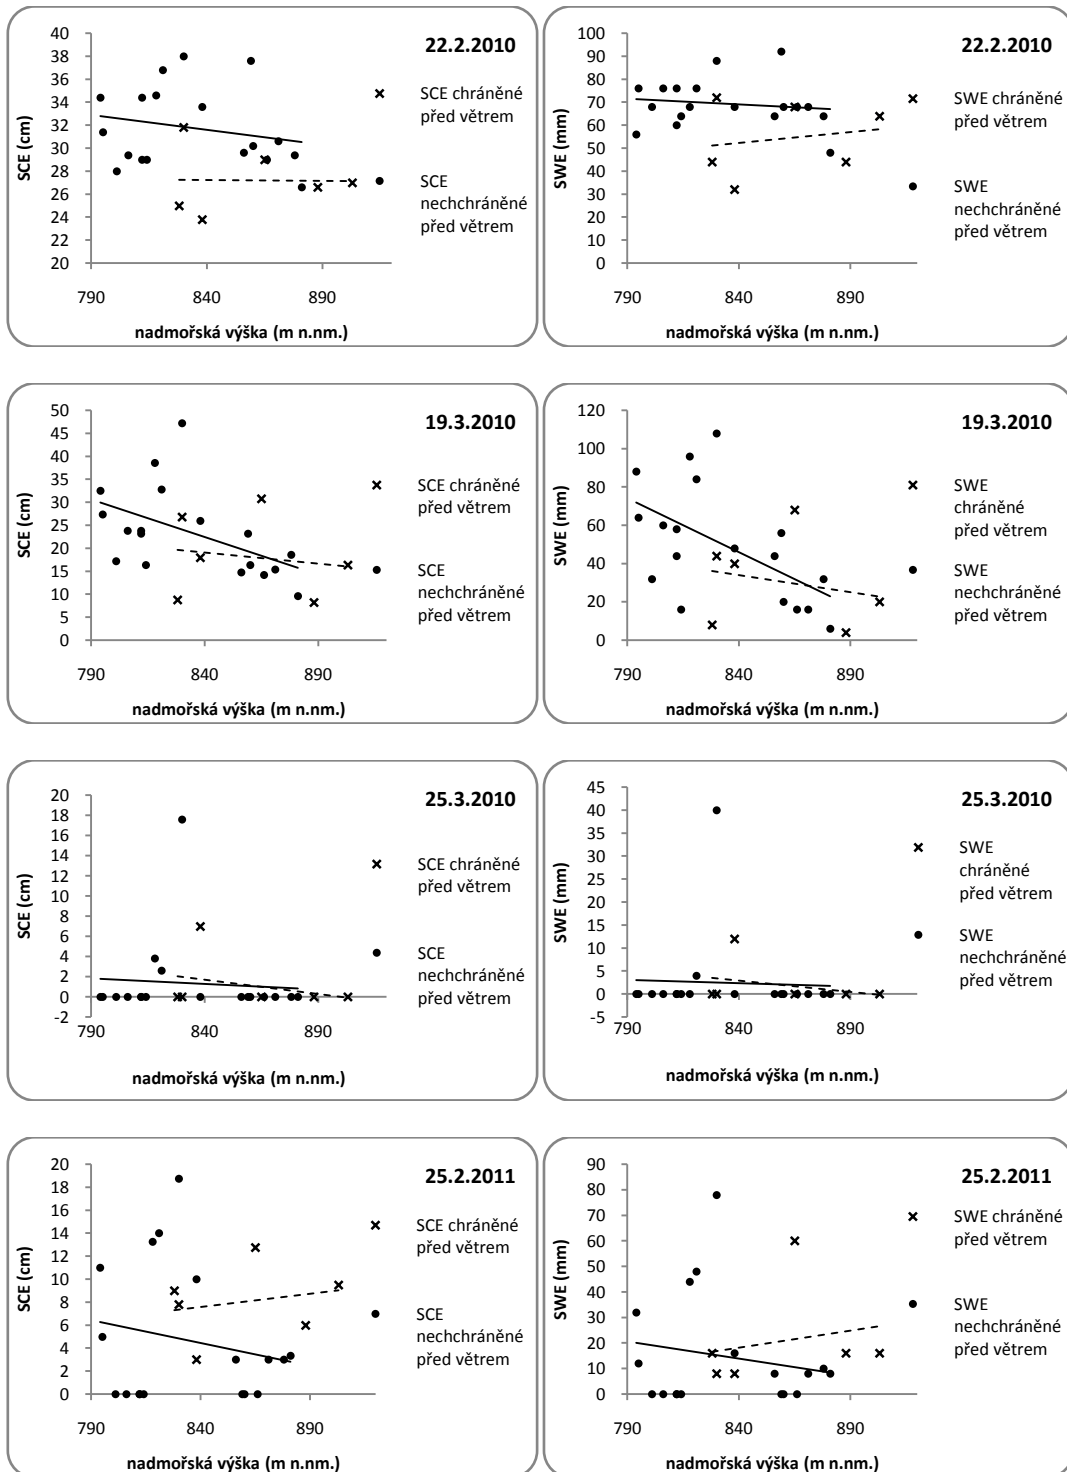 22.2.2010
SCE (cm)
40
38
36
34
32
30
28
26
24
22
20
790 840 890
nadmořská výška (m n.nm.)
SCE chráněné
před větrem
SCE
nechchráněné
před větrem
22.2.2010
SWE (mm)
100
90
80
70
60
50
40
30
20
10
0
790 840 890
nadmořská výška (m n.nm.)
SWE chráněné
před větrem
SWE
nechchráněné
před větrem
19.3.2010
SCE (cm)
50
45
40
35
30
25
20
15
10
5
0
790 840 890
nadmořská výška (m n.nm.)
SCE chráněné
před větrem
SCE
nechchráněné
před větrem
19.3.2010
SWE (mm)
120
100
80
60
40
20
0
790 840 890
nadmořská výška (m n.nm.)
SWE
chráněné
před větrem
SWE
nechchráněné
před větrem
25.3.2010
SCE (cm)
20
18
16
14
12
10
8
6
4
2
0
-2
790 840 890
nadmořská výška (m n.nm.)
SCE chráněné
před větrem
SCE
nechchráněné
před větrem
25.3.2010
SWE (mm)
45
40
35
30
25
20
15
10
5
0
-5
790 840 890
nadmořská výška (m n.nm.)
SWE
chráněné
před větrem
SWE
nechchráněné
před větrem
25.2.2011
SCE (cm)
20
18
16
14
12
10
8
6
4
2
0
790 840 890
nadmořská výška (m n.nm.)
SCE chráněné
před větrem
SCE
nechchráněné
před větrem
25.2.2011
SWE (mm)
90
80
70
60
50
40
30
20
10
0
790 840 890
nadmořská výška (m n.nm.)
SWE chráněné
před větrem
SWE
nechchráněné
před větrem